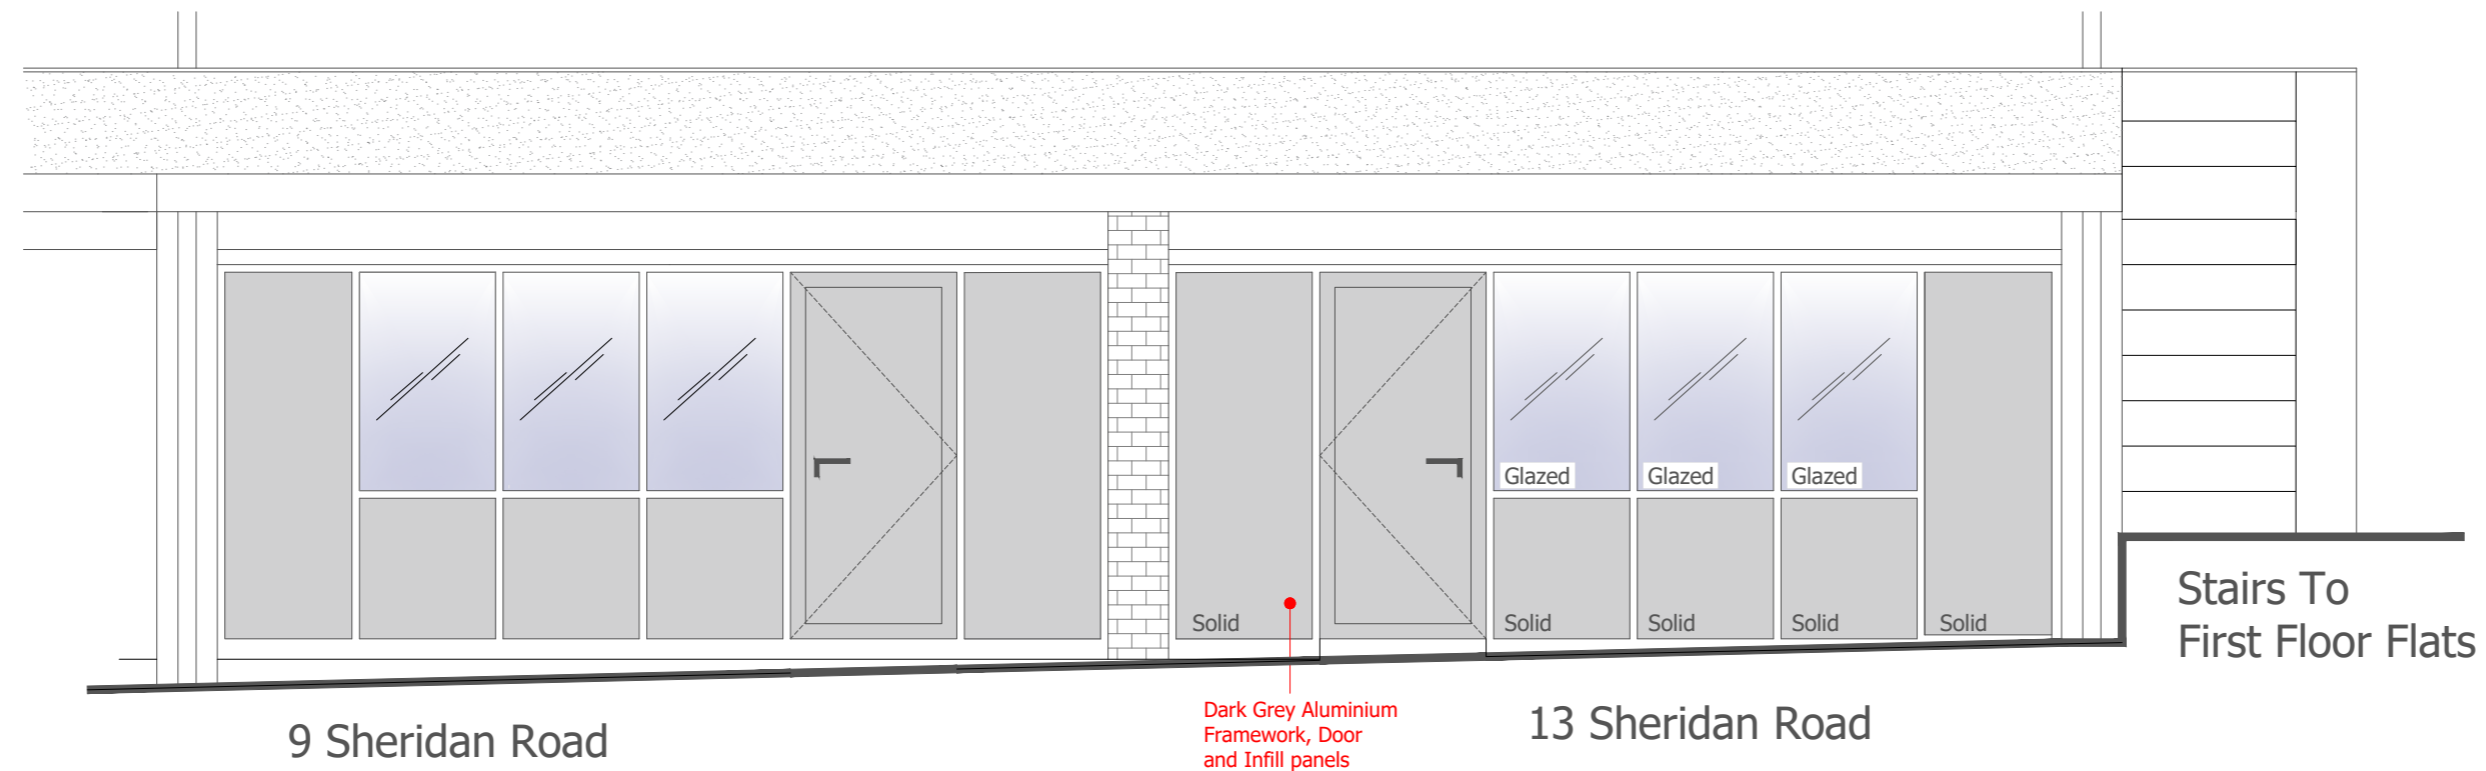 Glazed
Glazed
Glazed
Solid
Solid
Solid
Solid
Solid
Stairs To
First Floor Flats
9 Sheridan Road
Dark Grey Aluminium
Framework, Door
and Infill panels
13 Sheridan Road